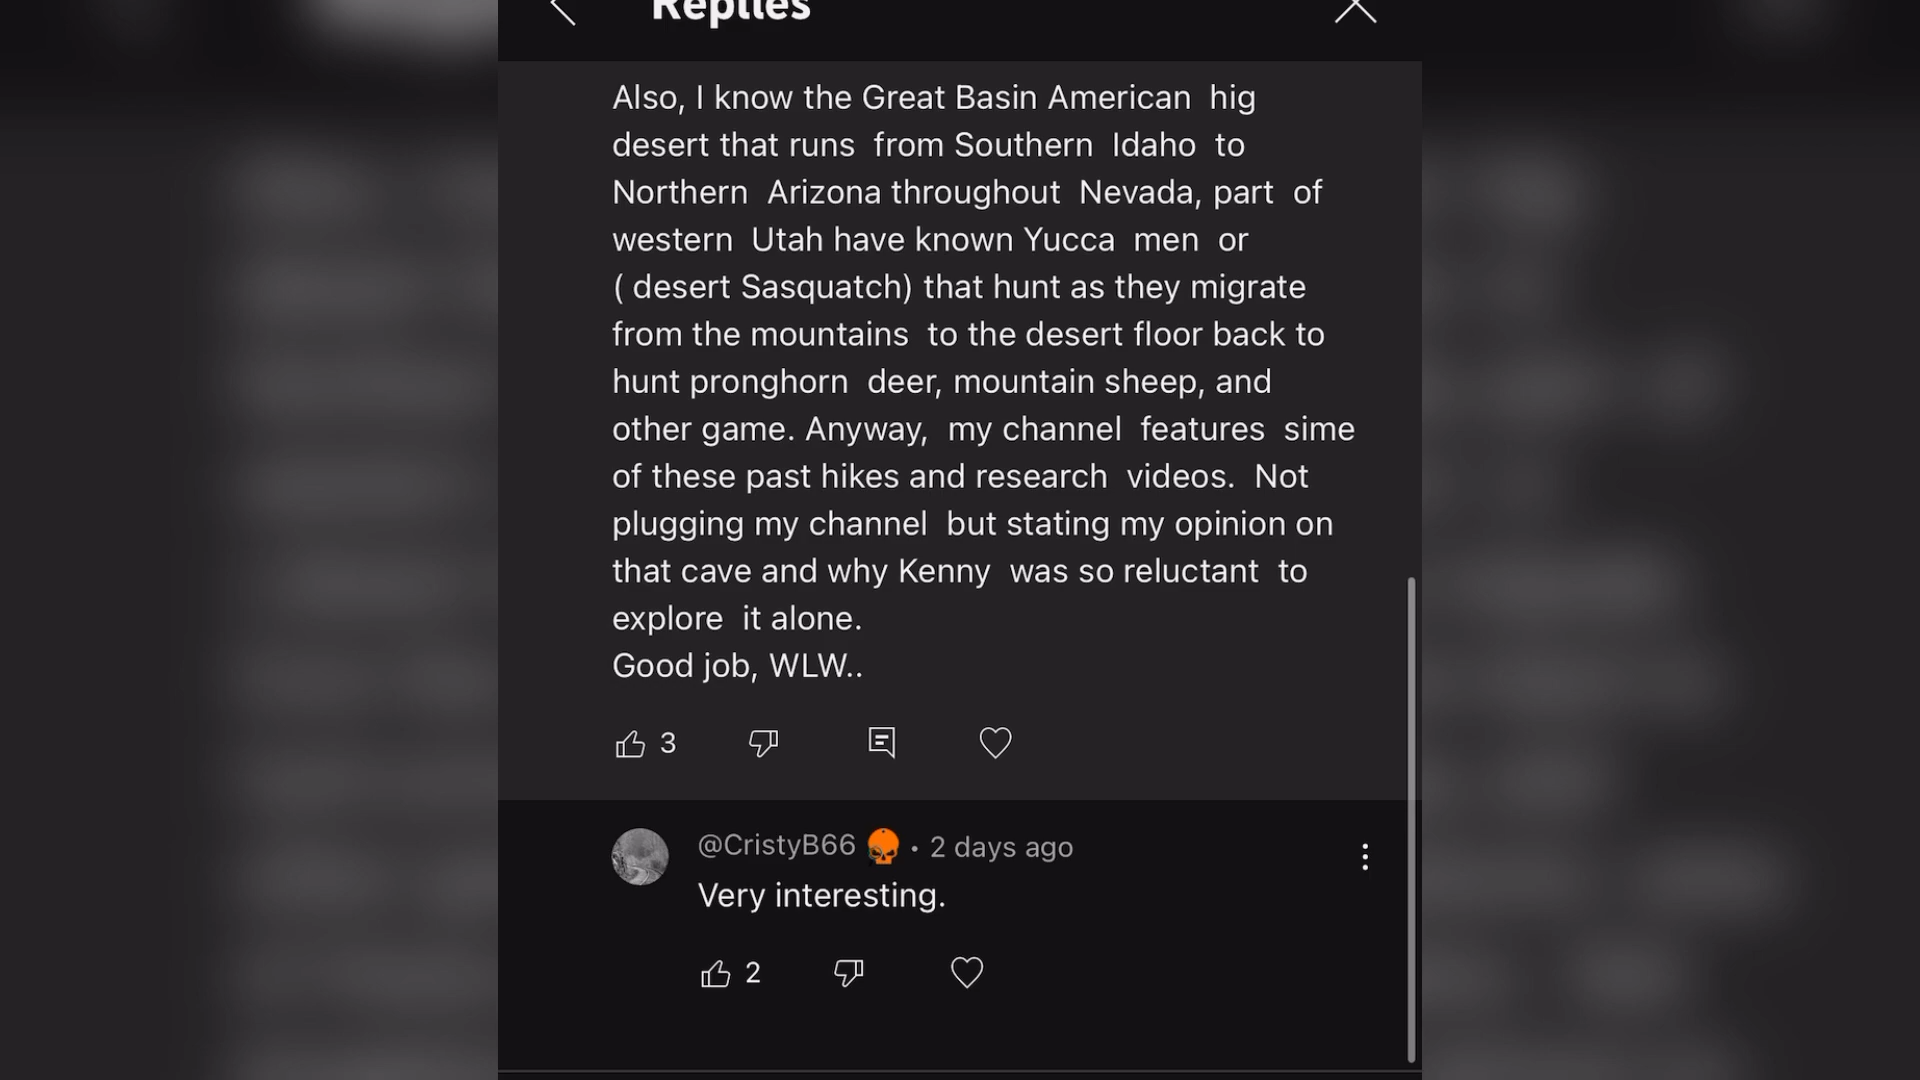 Replies
Also, I know the Great Basin American hig
desert that runs from Southern Idaho to
Northern Arizona throughout Nevada, part of
western Utah have known Yucca men or
( desert Sasquatch) that hunt as they migrate
from the mountains to the desert floor back to
hunt pronghorn deer, mountain sheep, and
other game. Anyway, my channel features sime
of these past hikes and research videos. Not
plugging my channel but stating my opinion on
that cave and why Kenny was so reluctant to
explore it alone.
Good job, WLW..
3
@CristyB66 • 2 days ago
Very interesting.
2